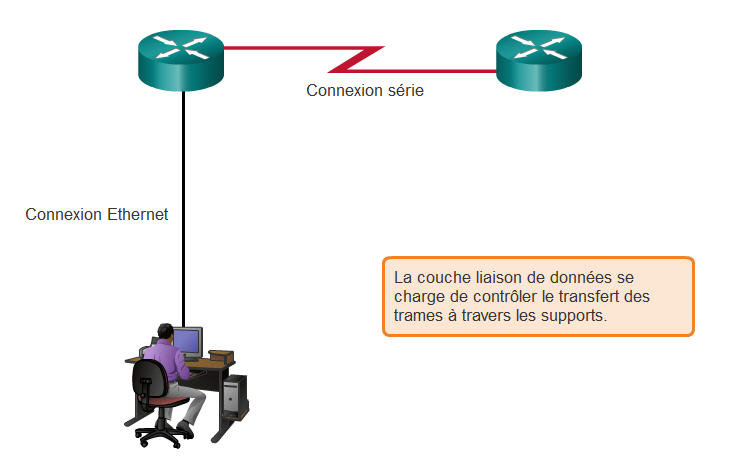 Connexion série
Connexion Ethernet
La couche liaison de données se
charge de contrôler le transfert des
trames à travers les supports.